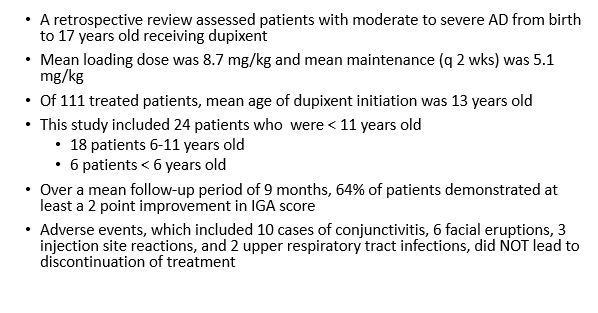 • A retrospective review assessed patients with moderate to severe AD from birth
to 17 years old receiving dupixent
• Mean loading dose was 8.7 mg/kg and mean maintenance (q 2 wks) was 5.1
mg/kg
• Of 111 treated patients, mean age of dupixent initiation was 13 years old
• This study included 24 patients who were < 11 years old
• 18 patients 6-11 years old
• 6 patients < 6 years old
• Over a mean follow-up period of 9 months, 64% of patients demonstrated at
least a 2 point improvement in IGA score
• Adverse events, which included 10 cases of conjunctivitis, 6 facial eruptions, 3
injection site reactions, and 2 upper respiratory tract infections, did NOT lead to
discontinuation of treatment